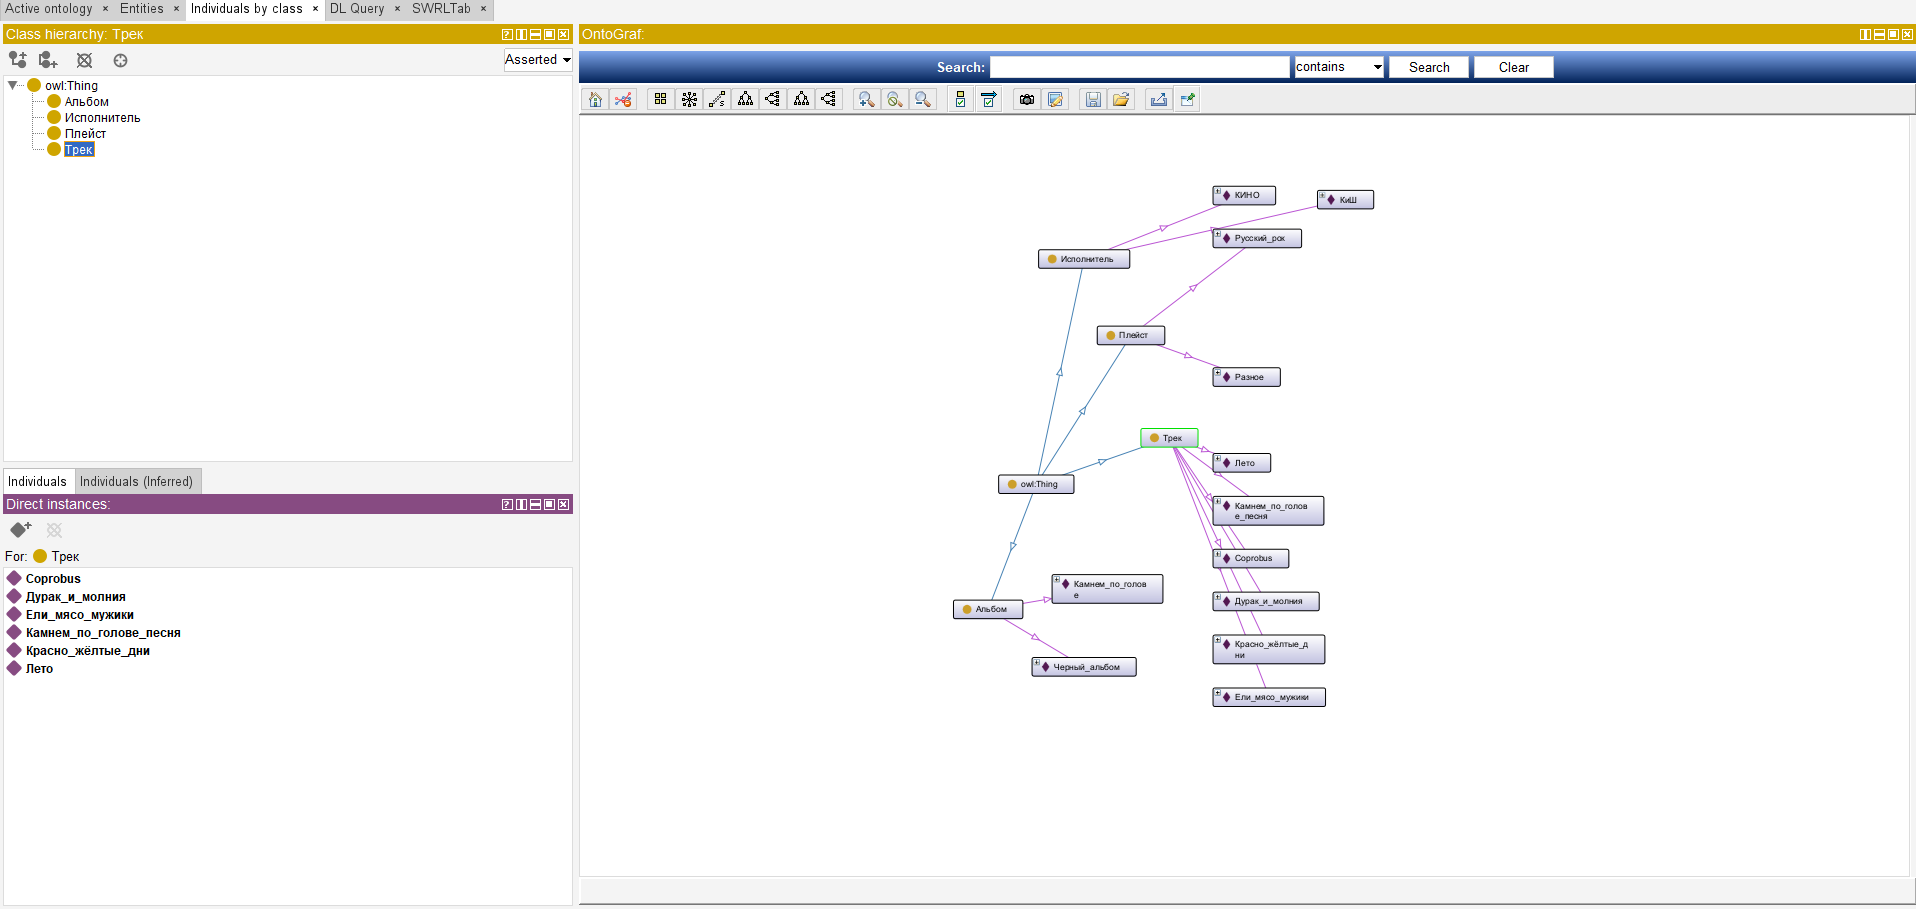 Active ontology × Entities × Individuals by class × DL Query × SWRLTab ×
Class hierarchy: Трек
Asserted
owl:Thing
Альбом
Исполнитель
Плейст
Трек
Individuals Individuals (Inferred)
Direct instances:
For: Трек
Coprobus
Дурак_и_молния
Ели_мясо_мужики
Камнем_по_голове_песня
Красно_жёлтые_дни
Лето
OntoGraf:
Search: contains Search Clear
КИНО
КиШ
Русский_рок
Исполнитель
Плейст
Разное
Трек
Лето
owl:Thing
Камнем_по_голов
е_песня
Coprobus
Камнем_по_голов
е
Дурак_и_молния
Альбом
Красно_жёлтые_д
ни
Черный_альбом
Ели_мясо_мужики